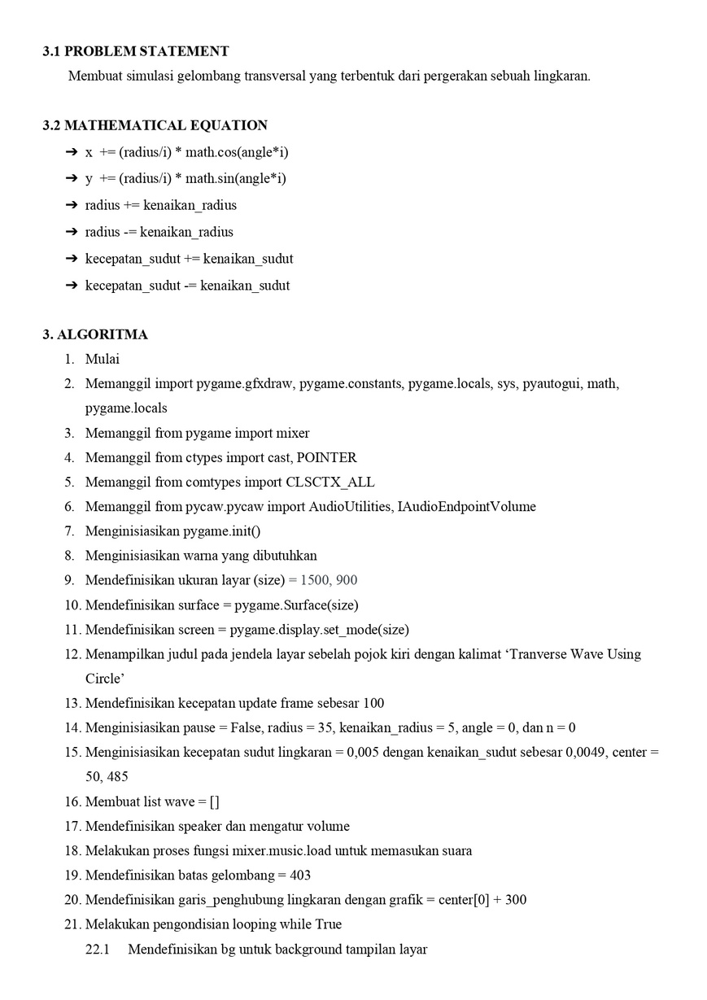 3.1 PROBLEM STATEMENT
Membuat simulasi gelombang transversal yang terbentuk dari pergerakan sebuah lingkaran.
3.2 MATHEMATICAL EQUATION
➔ x += (radius/i) * math.cos(angle*i)
➔ y += (radius/i) * math.sin(angle*i)
➔ radius += kenaikan_radius
➔ radius -= kenaikan_radius
➔ kecepatan_sudut += kenaikan_sudut
➔ kecepatan_sudut -= kenaikan_sudut
3. ALGORITMA
1. Mulai
2. Memanggil import pygame.gfxdraw, pygame.constants, pygame.locals, sys, pyautogui, math,
pygame.locals
3. Memanggil from pygame import mixer
4. Memanggil from ctypes import cast, POINTER
5. Memanggil from comtypes import CLSCTX_ALL
6. Memanggil from pycaw.pycaw import AudioUtilities, IAudioEndpointVolume
7. Menginisiasikan pygame.init()
8. Menginisiasikan warna yang dibutuhkan
9. Mendefinisikan ukuran layar (size) = 1500, 900
10. Mendefinisikan surface = pygame.Surface(size)
11. Mendefinisikan screen = pygame.display.set_mode(size)
12. Menampilkan judul pada jendela layar sebelah pojok kiri dengan kalimat ‘Tranverse Wave Using
Circle’
13. Mendefinisikan kecepatan update frame sebesar 100
14. Menginisiasikan pause = False, radius = 35, kenaikan_radius = 5, angle = 0, dan n = 0
15. Menginisiasikan kecepatan sudut lingkaran = 0,005 dengan kenaikan_sudut sebesar 0,0049, center =
50, 485
16. Membuat list wave = []
17. Mendefinisikan speaker dan mengatur volume
18. Melakukan proses fungsi mixer.music.load untuk memasukan suara
19. Mendefinisikan batas gelombang = 403
20. Mendefinisikan garis_penghubung lingkaran dengan grafik = center[0] + 300
21. Melakukan pengondisian looping while True
22.1 Mendefinisikan bg untuk background tampilan layar